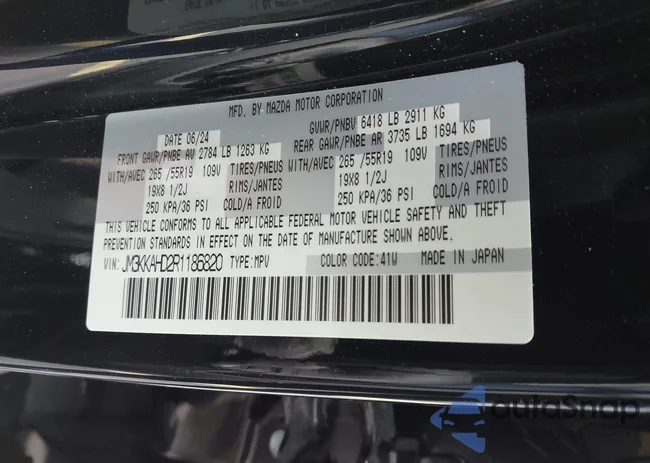 MFD. BY MAZDA MOTOR CORPORATION
DATE 06/24 GVWR/PNBV 6418 LB 2911 KG
FRONT GAWR/PNBE AV 2784 LB 1263 KG REAR GAWR/PNBE AR 3735 LB 1694 KG
WITH/AVEC 265 /55R19 109V TIRES/PNEUS WITH/AVEC 265 /55R19 109V TIRES/PNEUS
19X8 1/2J RIMS/JANTES 19X8 1/2J RIMS/JANTES
250 KPA/36 PSI COLD/A FROID 250 KPA/36 PSI COLD/A FROID
THIS VEHICLE CONFORMS TO ALL APPLICABLE FEDERAL MOTOR VEHICLE SAFETY AND THEFT
PREVENTION STANDARDS IN EFFECT ON THE DATE OF MANUFACTURE SHOWN ABOVE.
VIN: JM3KKAHD2R1186820 TYPE:MPV COLOR CODE:41W MADE IN JAPAN
autoSnap